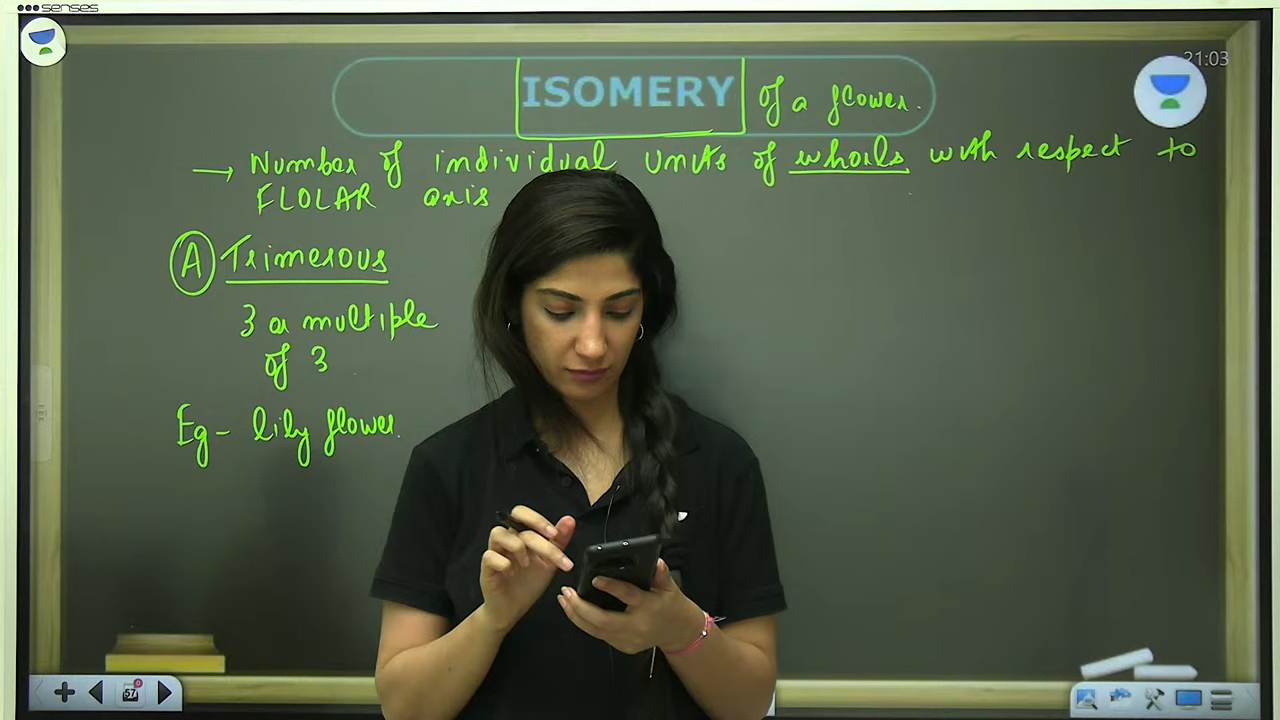 senses
21:03
ISOMERY of a flower.
→ Number of individual units of whorls with respect to
FLOLAR axis
A Trimerous
3 or multiple
of 3
Eg- lily flower.
57